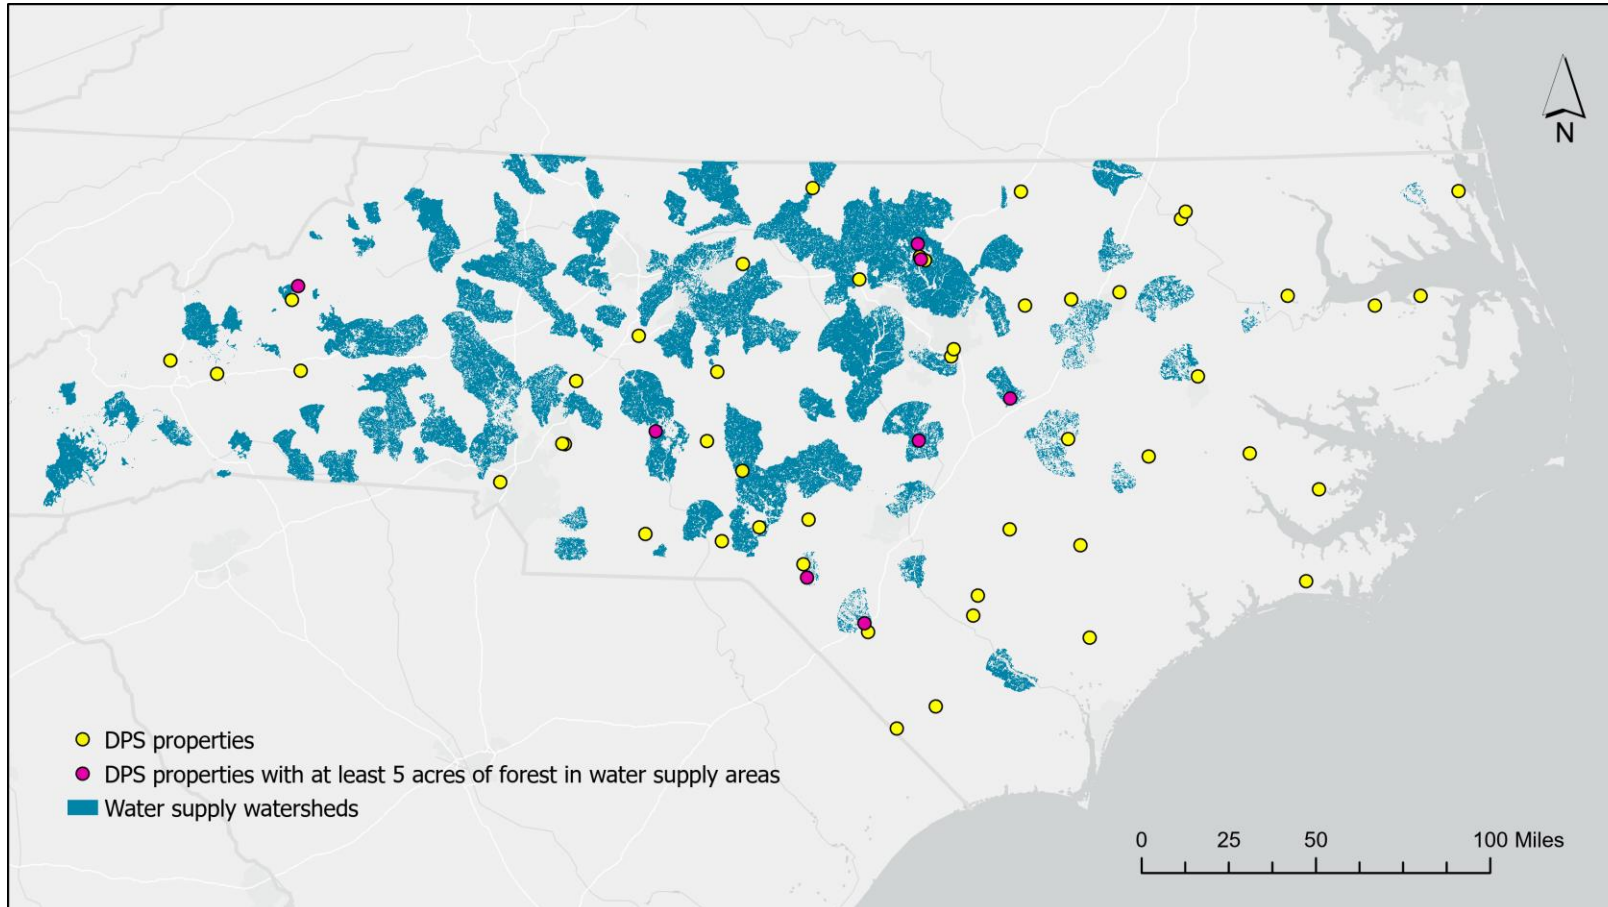 N
DPS properties
DPS properties with at least 5 acres of forest in water supply areas
Water supply watersheds
0 25 50 100 Miles